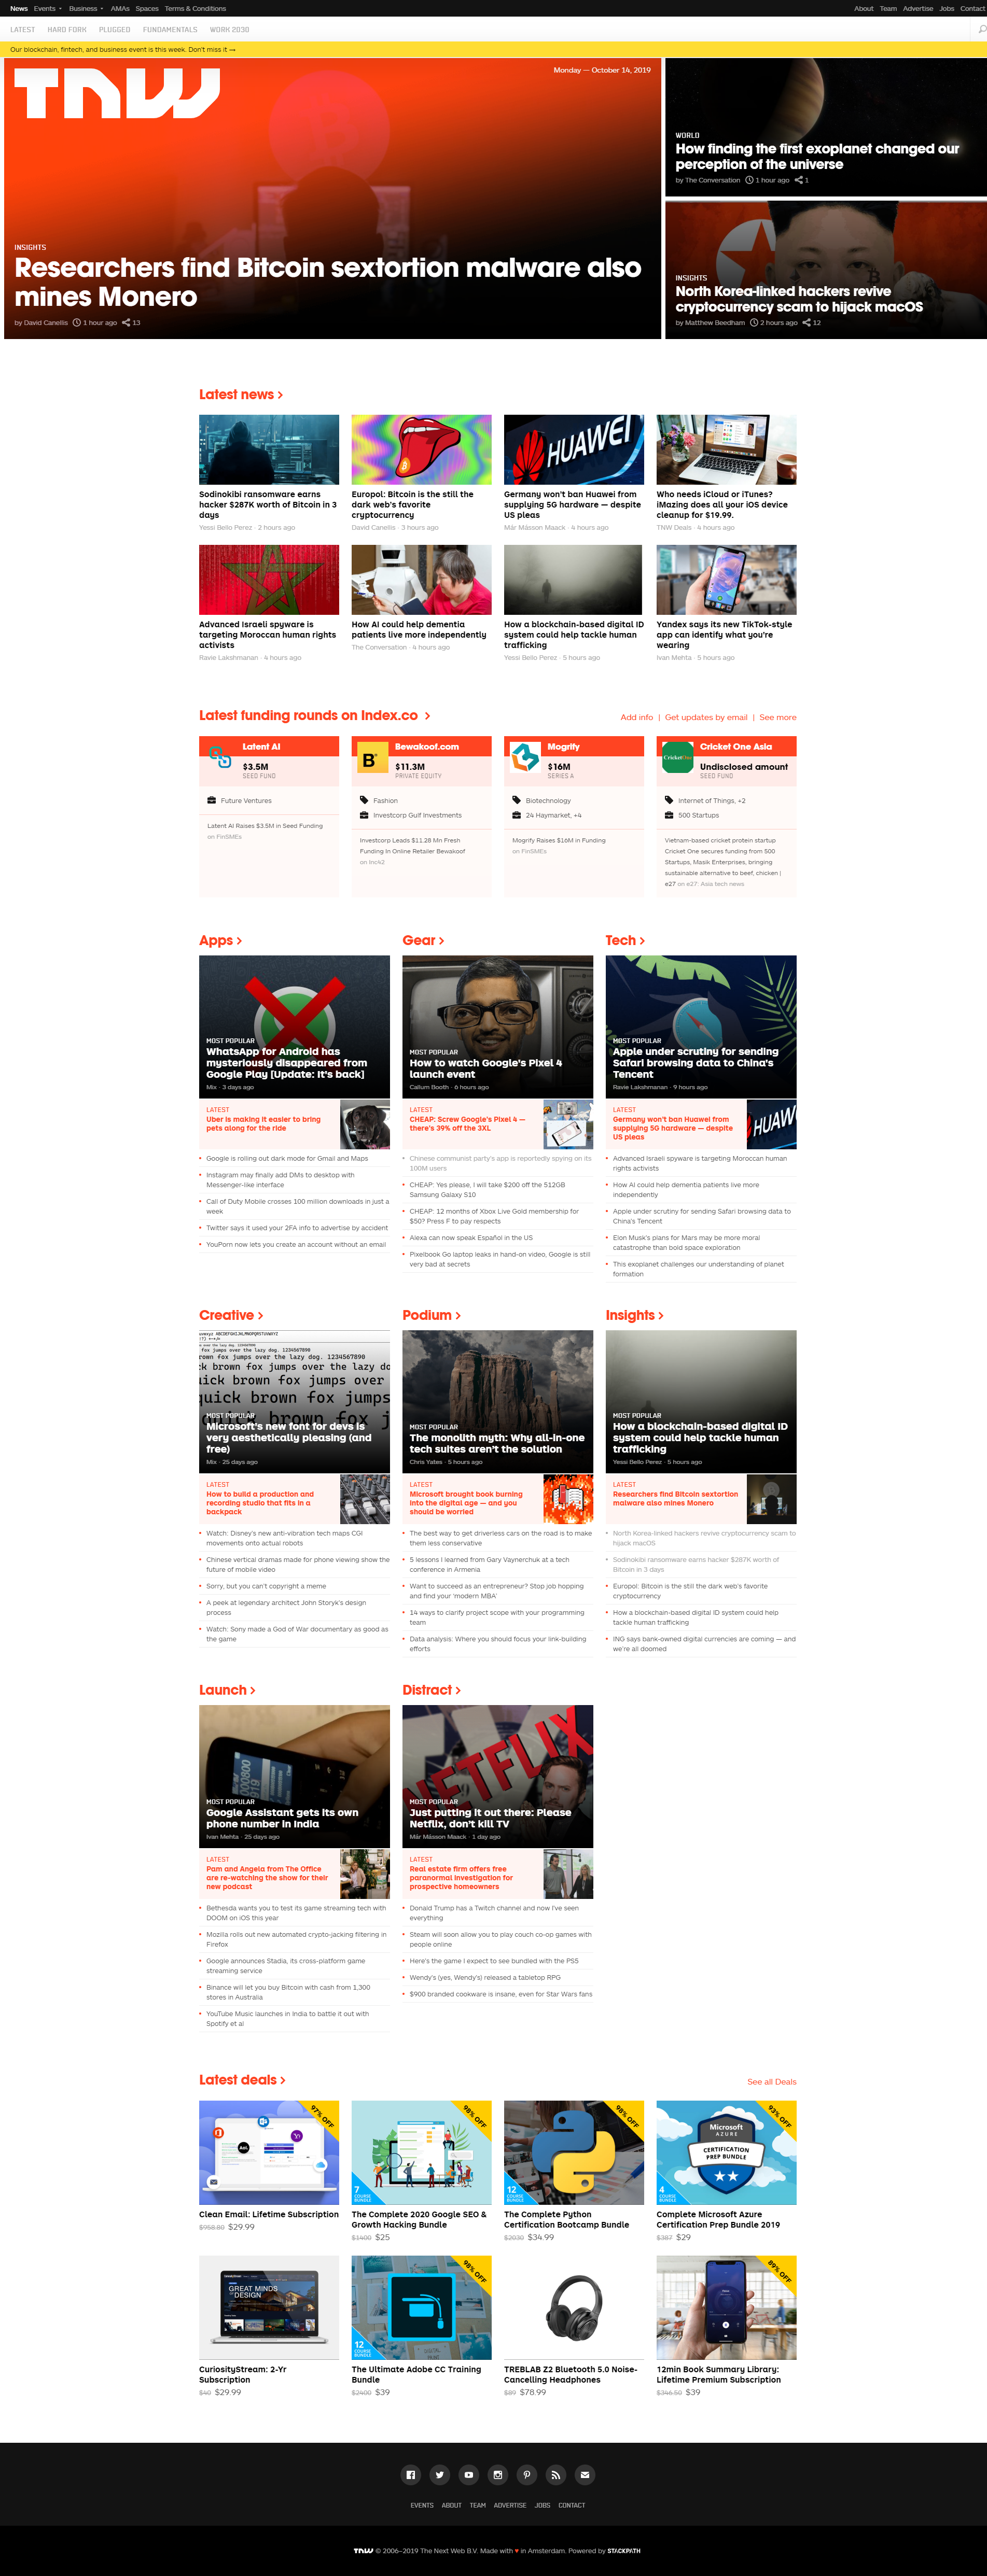 News Events Business AMAs Spaces Terms & Conditions
About Team Advertise Jobs Contact
LATEST HARD FORK PLUGGED FUNDAMENTALS WORK 2030
Our blockchain, fintech, and business event is this week. Don't miss it →
TNW
Monday — October 14, 2019
INSIGHTS
Researchers find Bitcoin sextortion malware also
mines Monero
by David Canellis 1 hour ago 13
WORLD
How finding the first exoplanet changed our
perception of the universe
by The Conversation 1 hour ago 1
INSIGHTS
North Korea-linked hackers revive
cryptocurrency scam to hijack macOS
by Matthew Beedham 2 hours ago 12
Latest news
HUAWEI
Sodinokibi ransomware earns
hacker $287K worth of Bitcoin in 3
days
Yessi Bello Perez · 2 hours ago
Europol: Bitcoin is the still the
dark web's favorite
cryptocurrency
David Canellis · 3 hours ago
Germany won't ban Huawei from
supplying 5G hardware — despite
US pleas
Már Másson Maack · 4 hours ago
Who needs iCloud or iTunes?
iMazing does all your iOS device
cleanup for $19.99.
TNW Deals · 4 hours ago
Advanced Israeli spyware is
targeting Moroccan human rights
activists
Ravie Lakshmanan · 4 hours ago
How AI could help dementia
patients live more independently
The Conversation · 4 hours ago
How a blockchain-based digital ID
system could help tackle human
trafficking
Yessi Bello Perez · 5 hours ago
Yandex says its new TikTok-style
app can identify what you're
wearing
Ivan Mehta · 5 hours ago
Latest funding rounds on Index.co
Add info | Get updates by email | See more
Latent AI
$3.5M
SEED FUND
Future Ventures
Latent AI Raises $3.5M in Seed Funding
on FinSMEs
B
Bewakoof.com
$11.3M
PRIVATE EQUITY
Fashion
Investcorp Gulf Investments
Investcorp Leads $11.28 Mn Fresh
Funding In Online Retailer Bewakoof
on Inc42
Mogrify
$16M
SERIES A
Biotechnology
24 Haymarket, +4
Mogrify Raises $16M in Funding
on FinSMEs
CricketOne
Cricket One Asia
Undisclosed amount
SEED FUND
Internet of Things, +2
500 Startups
Vietnam-based cricket protein startup
Cricket One secures funding from 500
Startups, Masik Enterprises, bringing
sustainable alternative to beef, chicken |
e27 on e27: Asia tech news
Apps
MOST POPULAR
WhatsApp for Android has
mysteriously disappeared from
Google Play [Update: It's back]
Mix · 3 days ago
LATEST
Uber is making it easier to bring
pets along for the ride
Google is rolling out dark mode for Gmail and Maps
Instagram may finally add DMs to desktop with
Messenger-like interface
Call of Duty Mobile crosses 100 million downloads in just a
week
Twitter says it used your 2FA info to advertise by accident
YouPorn now lets you create an account without an email
Gear
MOST POPULAR
How to watch Google's Pixel 4
launch event
Callum Booth · 6 hours ago
LATEST
CHEAP: Screw Google's Pixel 4 —
there's 39% off the 3XL
Chinese communist party's app is reportedly spying on its
100M users
CHEAP: Yes please, I will take $200 off the 512GB
Samsung Galaxy S10
CHEAP: 12 months of Xbox Live Gold membership for
$50? Press F to pay respects
Alexa can now speak Español in the US
Pixelbook Go laptop leaks in hand-on video, Google is still
very bad at secrets
Tech
MOST POPULAR
Apple under scrutiny for sending
Safari browsing data to China's
Tencent
Ravie Lakshmanan · 9 hours ago
LATEST
Germany won't ban Huawei from
supplying 5G hardware — despite
US pleas
HUAW
Advanced Israeli spyware is targeting Moroccan human
rights activists
How AI could help dementia patients live more
independently
Apple under scrutiny for sending Safari browsing data to
China's Tencent
Elon Musk's plans for Mars may be more moral
catastrophe than bold space exploration
This exoplanet challenges our understanding of planet
formation
Creative
uvwxyz ABCDEFGHIJKLMNOPQRSTUVWXYZ
fox jumps over the lazy dog. 1234567890
rown fox jumps over the lazy dog. 1234567890
brown fox jumps over the lazy do
uick brown fox jumps over
quick brown fox jumps
brown fox j
MOST POPULAR
Microsoft's new font for devs is
very aesthetically pleasing (and
free)
Mix · 25 days ago
LATEST
How to build a production and
recording studio that fits in a
backpack
Watch: Disney's new anti-vibration tech maps CGI
movements onto actual robots
Chinese vertical dramas made for phone viewing show the
future of mobile video
Sorry, but you can't copyright a meme
A peek at legendary architect John Storyk's design
process
Watch: Sony made a God of War documentary as good as
the game
Podium
MOST POPULAR
The monolith myth: Why all-in-one
tech suites aren't the solution
Chris Yates · 5 hours ago
LATEST
Microsoft brought book burning
into the digital age — and you
should be worried
The best way to get driverless cars on the road is to make
them less conservative
5 lessons I learned from Gary Vaynerchuk at a tech
conference in Armenia
Want to succeed as an entrepreneur? Stop job hopping
and find your 'modern MBA'
14 ways to clarify project scope with your programming
team
Data analysis: Where you should focus your link-building
efforts
Insights
MOST POPULAR
How a blockchain-based digital ID
system could help tackle human
trafficking
Yessi Bello Perez · 5 hours ago
LATEST
Researchers find Bitcoin sextortion
malware also mines Monero
North Korea-linked hackers revive cryptocurrency scam to
hijack macOS
Sodinokibi ransomware earns hacker $287K worth of
Bitcoin in 3 days
Europol: Bitcoin is the still the dark web's favorite
cryptocurrency
How a blockchain-based digital ID system could help
tackle human trafficking
ING says bank-owned digital currencies are coming — and
we're all doomed
Launch
MOST POPULAR
Google Assistant gets its own
phone number in India
Ivan Mehta · 25 days ago
LATEST
Pam and Angela from The Office
are re-watching the show for their
new podcast
Bethesda wants you to test its game streaming tech with
DOOM on iOS this year
Mozilla rolls out new automated crypto-jacking filtering in
Firefox
Google announces Stadia, its cross-platform game
streaming service
Binance will let you buy Bitcoin with cash from 1,300
stores in Australia
YouTube Music launches in India to battle it out with
Spotify et al
Distract
NETFLIX
MOST POPULAR
Just putting it out there: Please
Netflix, don't kill TV
Már Másson Maack · 1 day ago
LATEST
Real estate firm offers free
paranormal investigation for
prospective homeowners
Donald Trump has a Twitch channel and now I've seen
everything
Steam will soon allow you to play couch co-op games with
people online
Here's the game I expect to see bundled with the PS5
Wendy's (yes, Wendy's) released a tabletop RPG
$900 branded cookware is insane, even for Star Wars fans
Latest deals
See all Deals
97% OFF
Aol.
Clean Email: Lifetime Subscription
$958.80 $29.99
98% OFF
7
COURSE
BUNDLE
The Complete 2020 Google SEO &
Growth Hacking Bundle
$1400 $25
98% OFF
12
COURSE
BUNDLE
The Complete Python
Certification Bootcamp Bundle
$2030 $34.99
93% OFF
Microsoft
AZURE
CERTIFICATION
PREP BUNDLE
4
COURSE
BUNDLE
Complete Microsoft Azure
Certification Prep Bundle 2019
$387 $29
GREAT MINDS
DESIGN
CuriosityStream: 2-Yr
Subscription
$40 $29.99
98% OFF
12
COURSE
BUNDLE
The Ultimate Adobe CC Training
Bundle
$2400 $39
TREBLAB Z2 Bluetooth 5.0 Noise-
Cancelling Headphones
$89 $78.99
89% OFF
12min Book Summary Library:
Lifetime Premium Subscription
$346.50 $39
EVENTS ABOUT TEAM ADVERTISE JOBS CONTACT
TNW © 2006–2019 The Next Web B.V. Made with ♥ in Amsterdam. Powered by STACKPATH